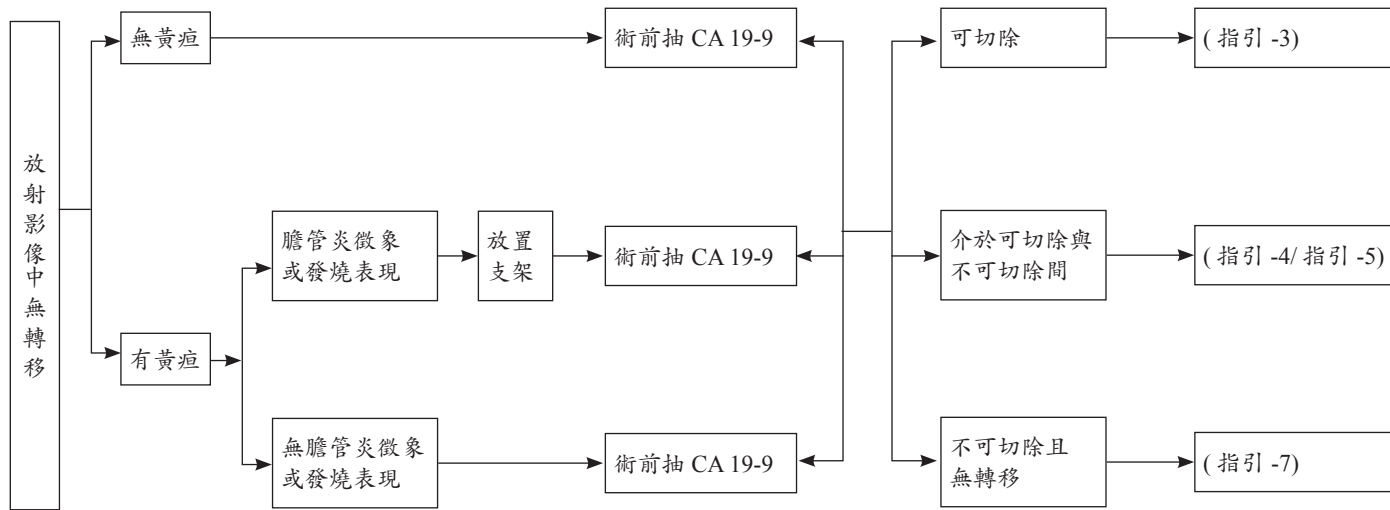 放射影像中無轉移
無黃疸
術前抽 CA 19-9
可切除
( 指引 -3)
膽管炎徵象
或發燒表現
放置
支架
術前抽 CA 19-9
介於可切除與
不可切除間
( 指引 -4/ 指引 -5)
有黃疸
無膽管炎徵象
或發燒表現
術前抽 CA 19-9
不可切除且
無轉移
( 指引 -7)